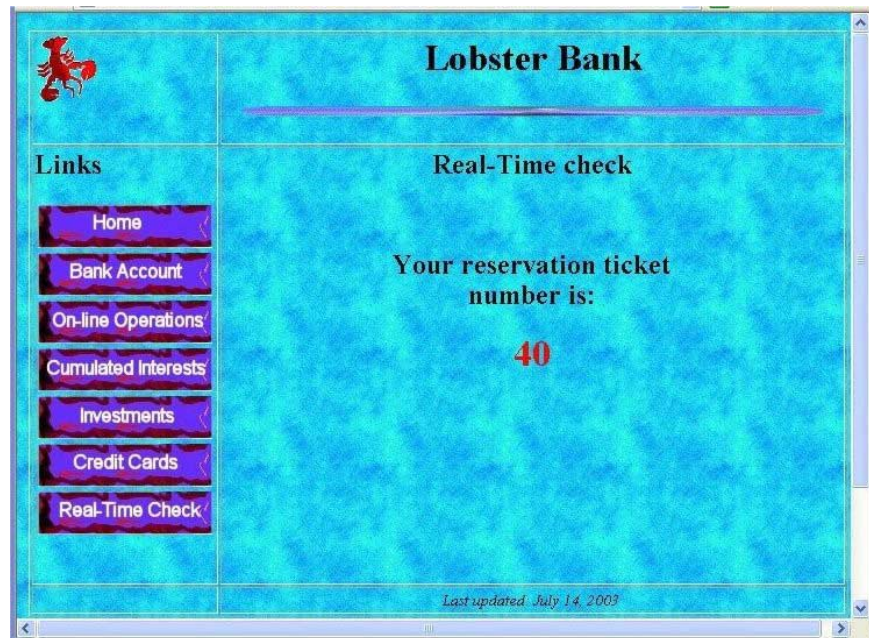 Lobster Bank
Links
Home
Bank Account
On-line Operations
Cumulated Interests
Investments
Credit Cards
Real-Time Check
Real-Time check
Your reservation ticket
number is:
40
Last updated: July 14, 2003